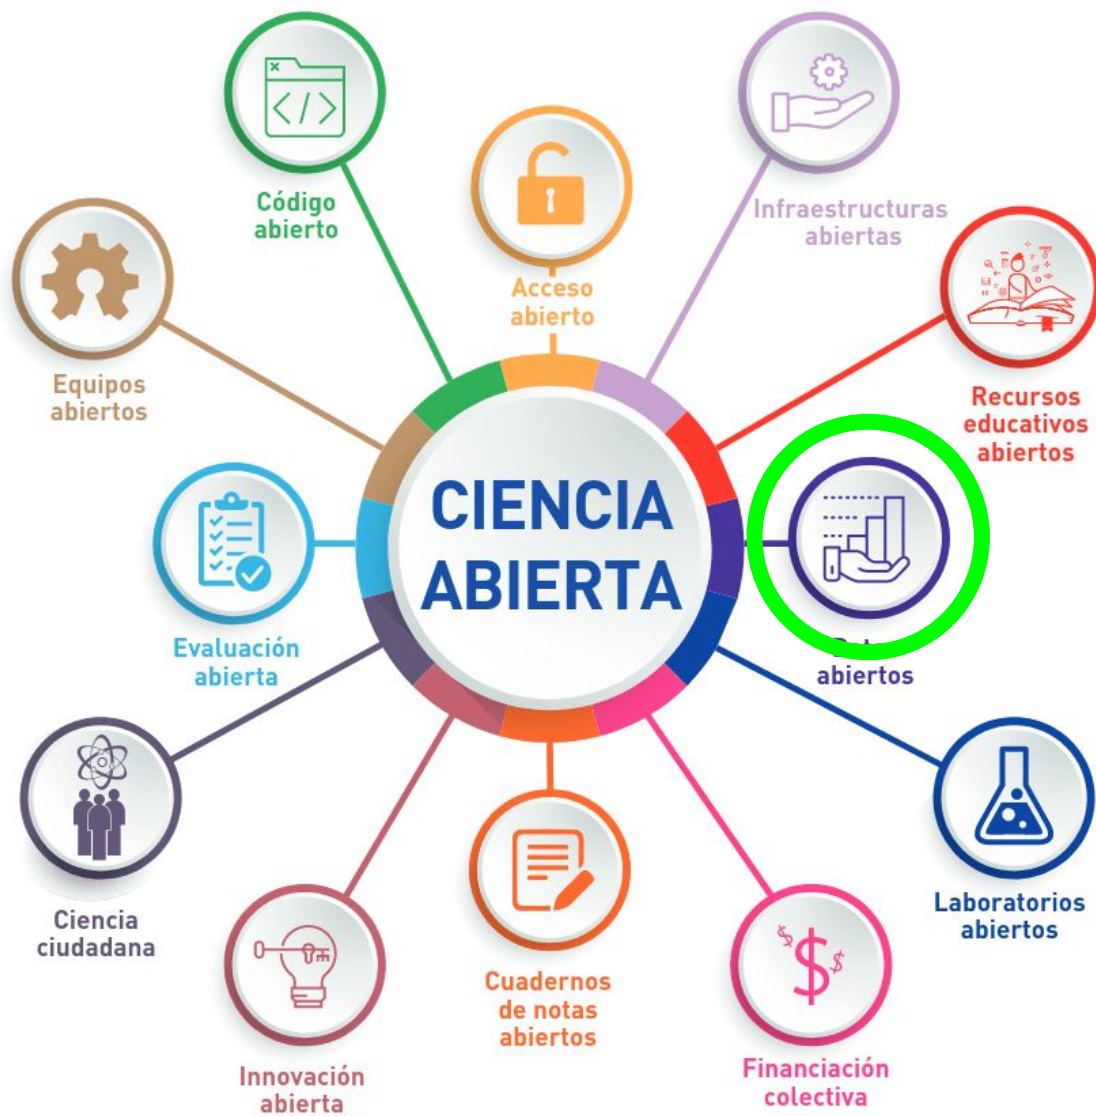 Código
abierto
Acceso
abierto
Infraestructuras
abiertas
Equipos
abiertos
Recursos
educativos
abiertos
CIENCIA
ABIERTA
Evaluación
abierta
abiertos
Ciencia
ciudadana
Laboratorios
abiertos
Cuadernos
de notas
abiertos
Innovación
abierta
Financiación
colectiva